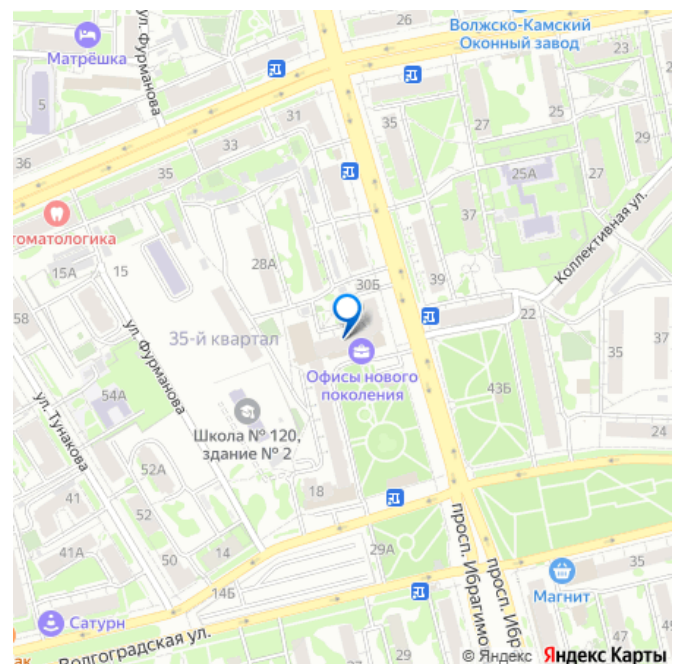 26
Волжско-Камский
Оконный завод
23
ул. Фурманова
Матрёшка
5
25
31
35
27
29
33
36
35
25А
27
37
Коллективная ул.
томатологика
28А
15А
15
39
30Б
58
22
35-й квартал
35
37
ул. Фурманова
Офисы нового
поколения
43Б
54А
ул. Тунакова
Школа № 120,
здание № 2
24
52А
18
41
52
просп. Ибрагимо
29А
41А
50
14
просп. Ибр
35
14Б
Магнит
Сатурн
ак
Волгоградская ул.
© Яндекс Яндекс Карты